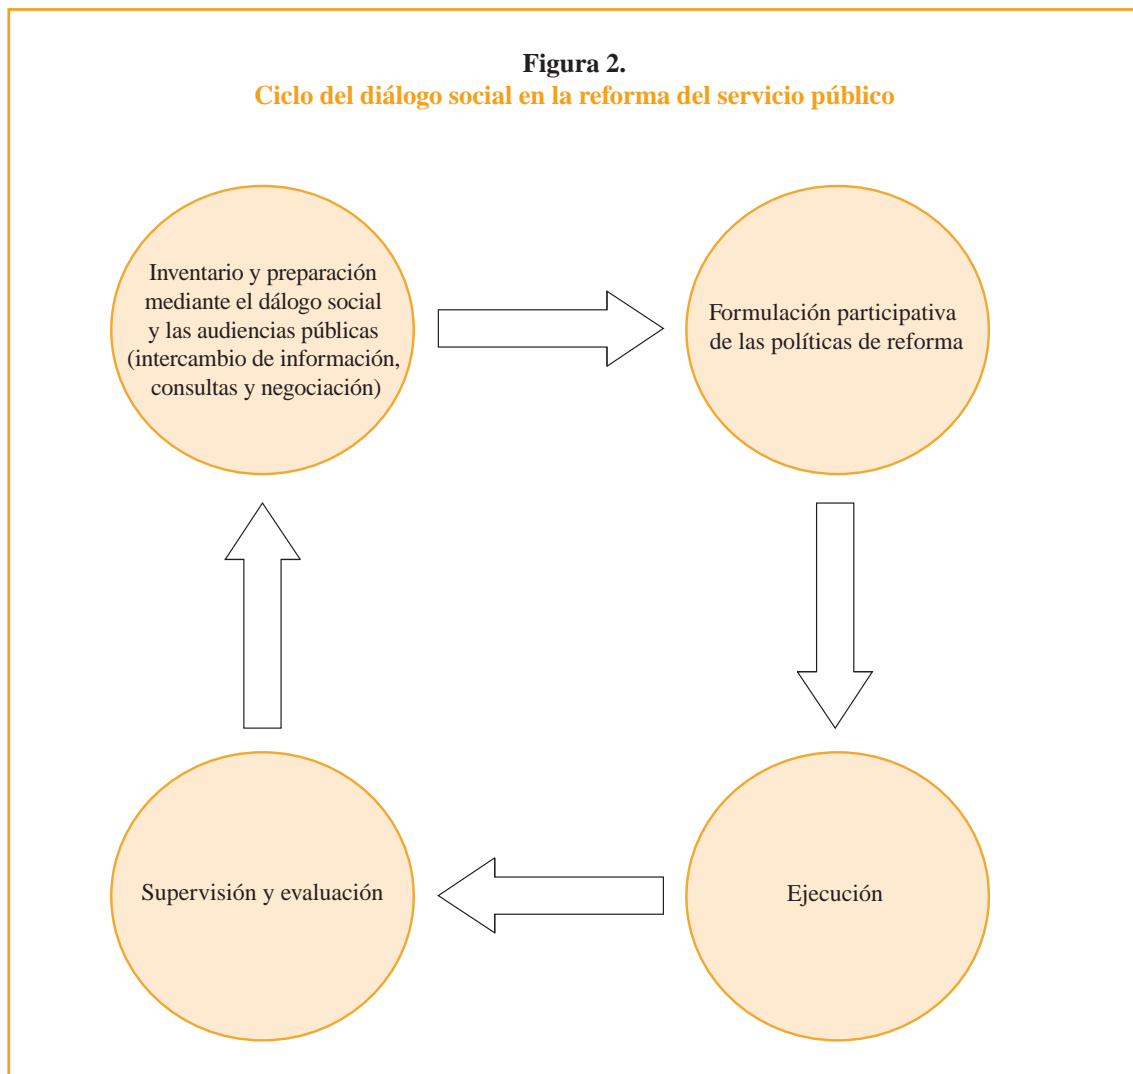 Figura 2.
Ciclo del diálogo social en la reforma del servicio público
Inventario y preparación
mediante el dálogo social
y las audiencias públicas
(intercambio de información,
consultas y negociación)
Formulación participativa
de las políticas de reforma
Supervisión y evaluación
Ejecución